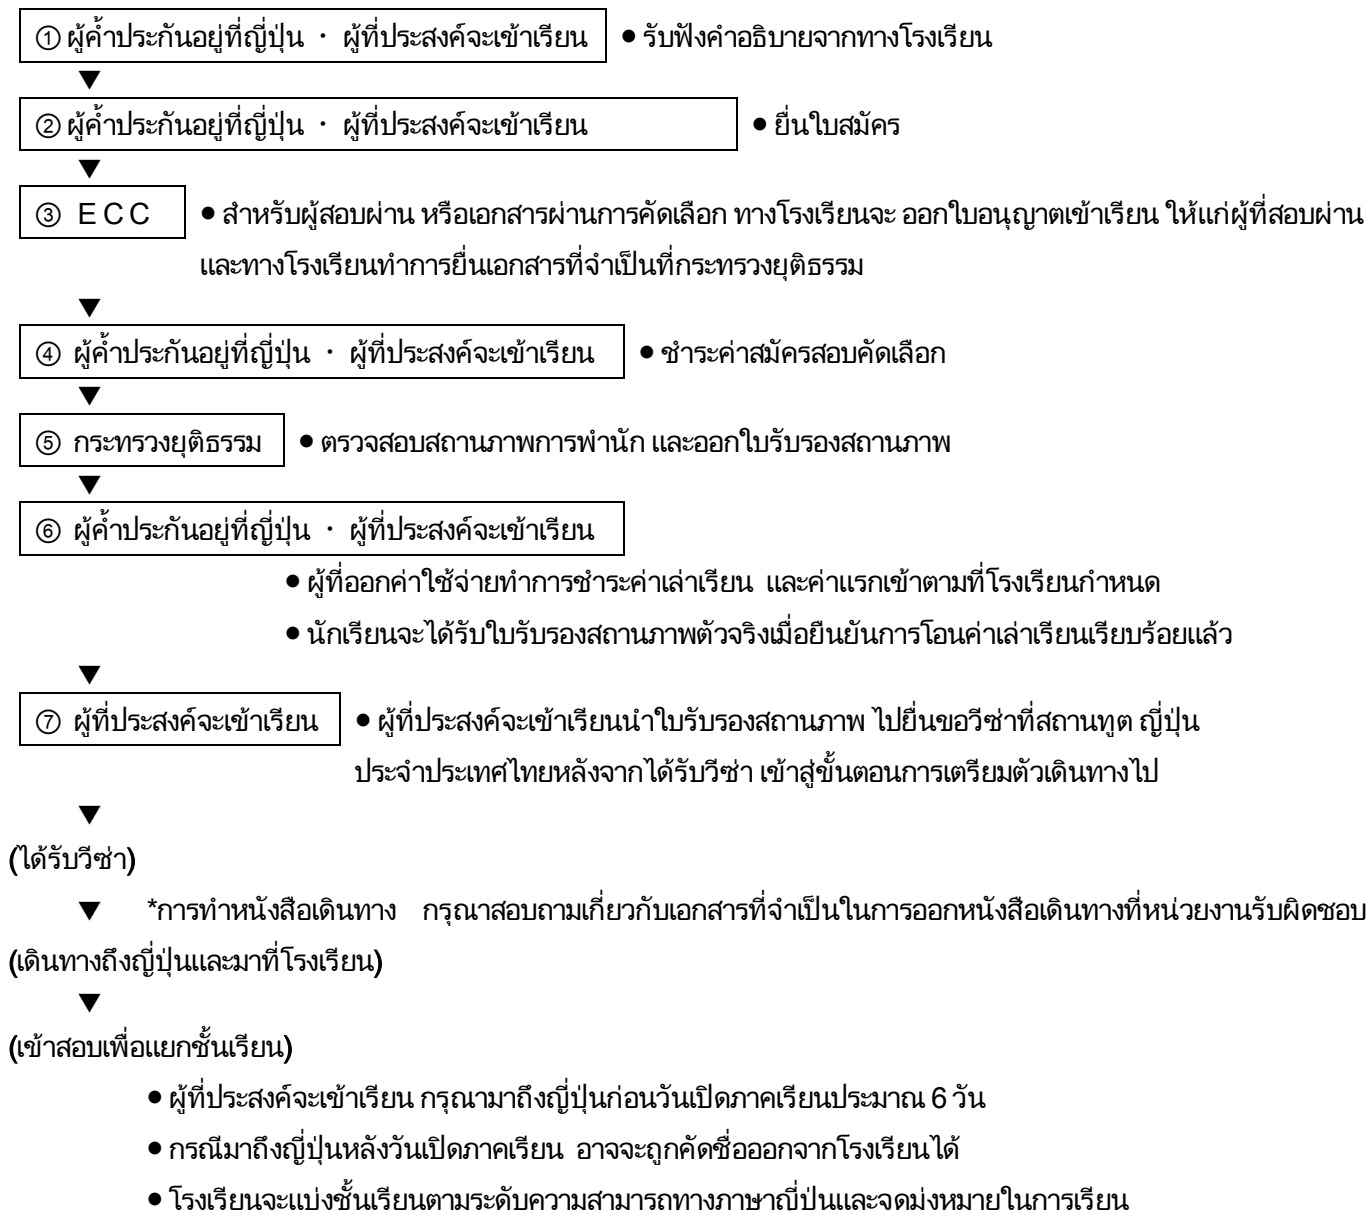 ① ผู้ค้ำประกันอยู่ที่ญี่ปุ่น ・ ผู้ที่ประสงค์จะเข้าเรียน ● รับฟังคำอธิบายจากทางโรงเรียน
▼
② ผู้ค้ำประกันอยู่ที่ญี่ปุ่น ・ ผู้ที่ประสงค์จะเข้าเรียน ● ยื่นใบสมัคร
▼
③ ECC ● สำหรับผู้สอบผ่าน หรือเอกสารผ่านการคัดเลือก ทางโรงเรียนจะ ออกใบอนุญาตเข้าเรียน ให้แก่ผู้ที่สอบผ่าน
และทางโรงเรียนทำการยื่นเอกสารที่จำเป็นที่กระทรวงยุติธรรม
▼
④ ผู้ค้ำประกันอยู่ที่ญี่ปุ่น ・ ผู้ที่ประสงค์จะเข้าเรียน ● ชำระค่าสมัครสอบคัดเลือก
▼
⑤ กระทรวงยุติธรรม ● ตรวจสอบสถานภาพการพำนัก และออกใบรับรองสถานภาพ
▼
⑥ ผู้ค้ำประกันอยู่ที่ญี่ปุ่น ・ ผู้ที่ประสงค์จะเข้าเรียน
● ผู้ที่ออกค่าใช้จ่ายทำการชำระค่าเล่าเรียน และค่าแรกเข้าตามที่โรงเรียนกำหนด
● นักเรียนจะได้รับใบรับรองสถานภาพตัวจริงเมื่อยืนยันการโอนค่าเล่าเรียนเรียบร้อยแล้ว
▼
⑦ ผู้ที่ประสงค์จะเข้าเรียน ● ผู้ที่ประสงค์จะเข้าเรียนนำใบรับรองสถานภาพ ไปยื่นขอวีซ่าที่สถานทูต ญี่ปุ่น
ประจำประเทศไทยหลังจากได้รับวีซ่า เข้าสู่ขั้นตอนการเตรียมตัวเดินทางไป
▼
(ได้รับวีซ่า)
▼ *การทำหนังสือเดินทาง กรุณาสอบถามเกี่ยวกับเอกสารที่จำเป็นในการออกหนังสือเดินทางที่หน่วยงานรับผิดชอบ
(เดินทางถึงญี่ปุ่นและมาที่โรงเรียน)
▼
(เข้าสอบเพื่อแยกชั้นเรียน)
● ผู้ที่ประสงค์จะเข้าเรียน กรุณามาถึงญี่ปุ่นก่อนวันเปิดภาคเรียนประมาณ 6 วัน
● กรณีมาถึงญี่ปุ่นหลังวันเปิดภาคเรียน อาจจะถูกคัดชื่อออกจากโรงเรียนได้
● โรงเรียนจะแบ่งชั้นเรียนตามระดับความสามารถทางภาษาญี่ปุ่นและจุดมุ่งหมายในการเรียน